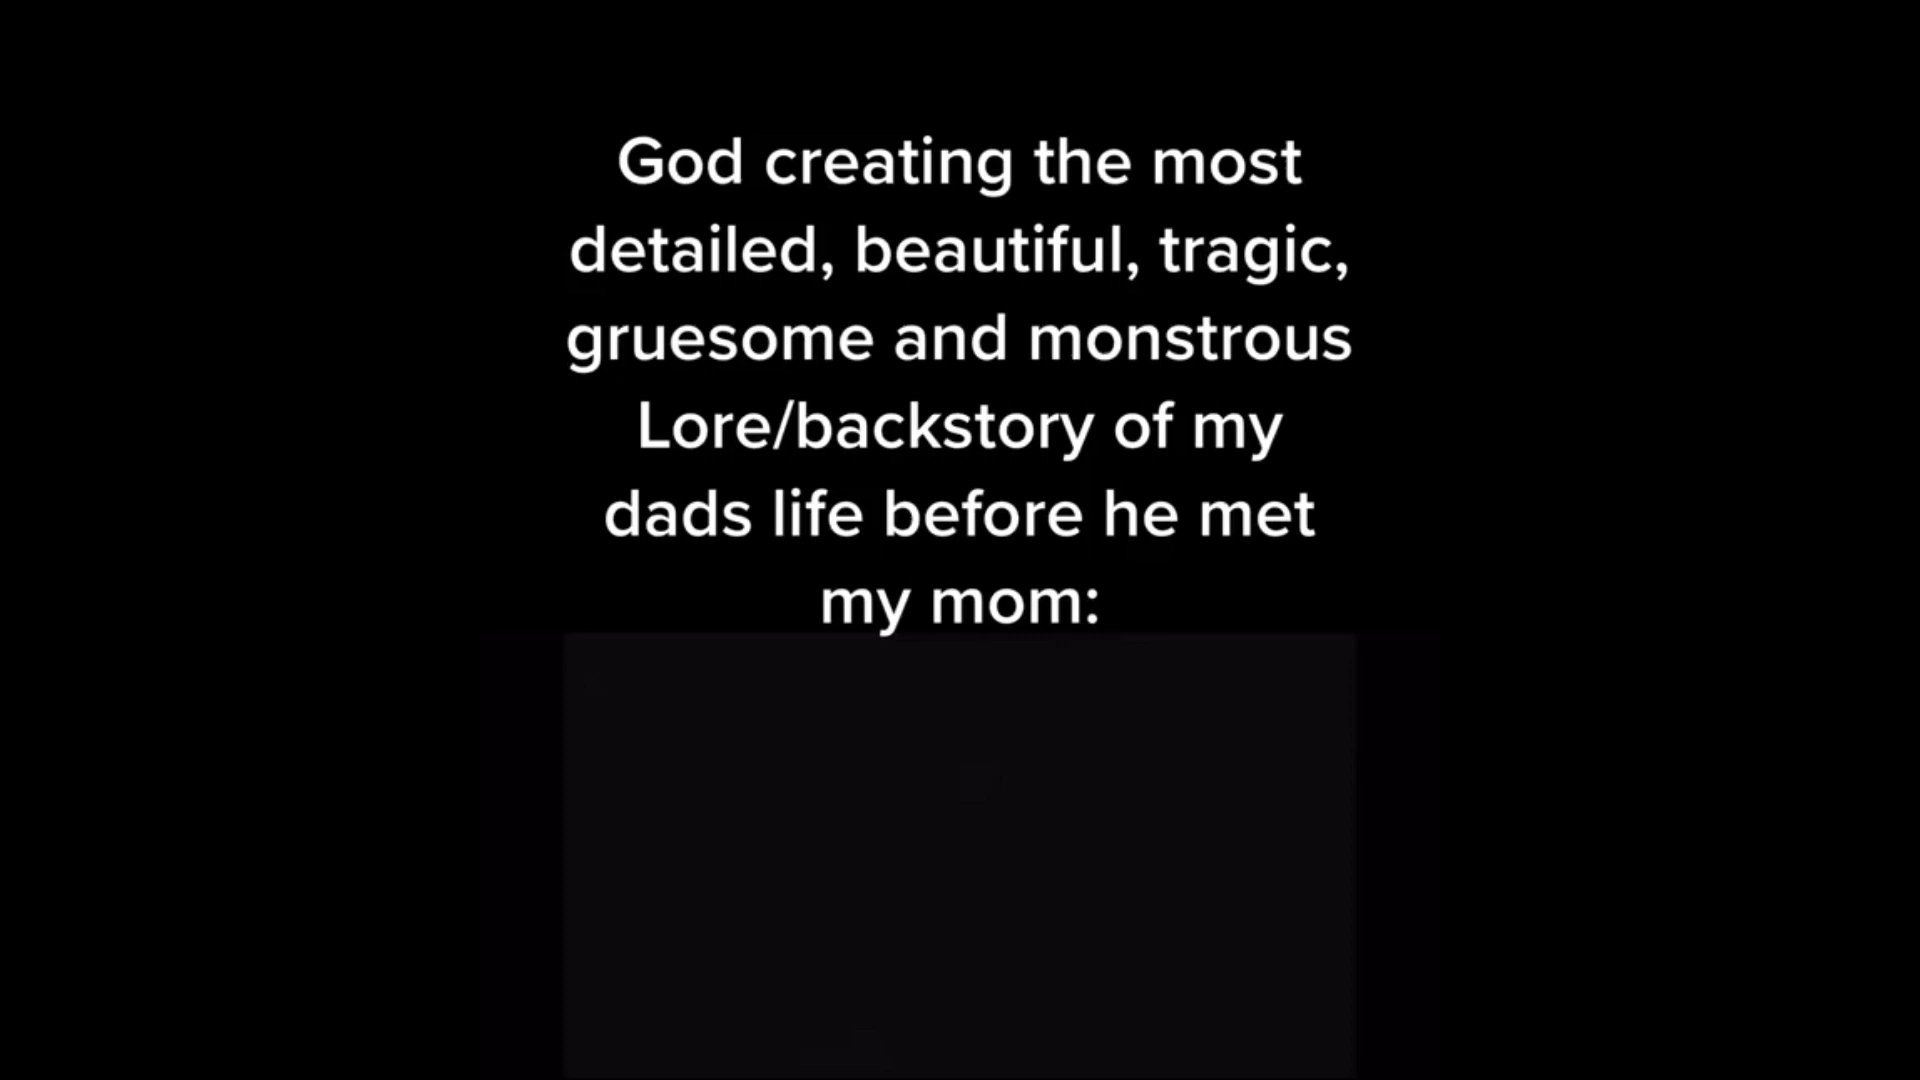 God creating the most
detailed, beautiful, tragic,
gruesome and monstrous
Lore/backstory of my
dads life before he met
my mom: